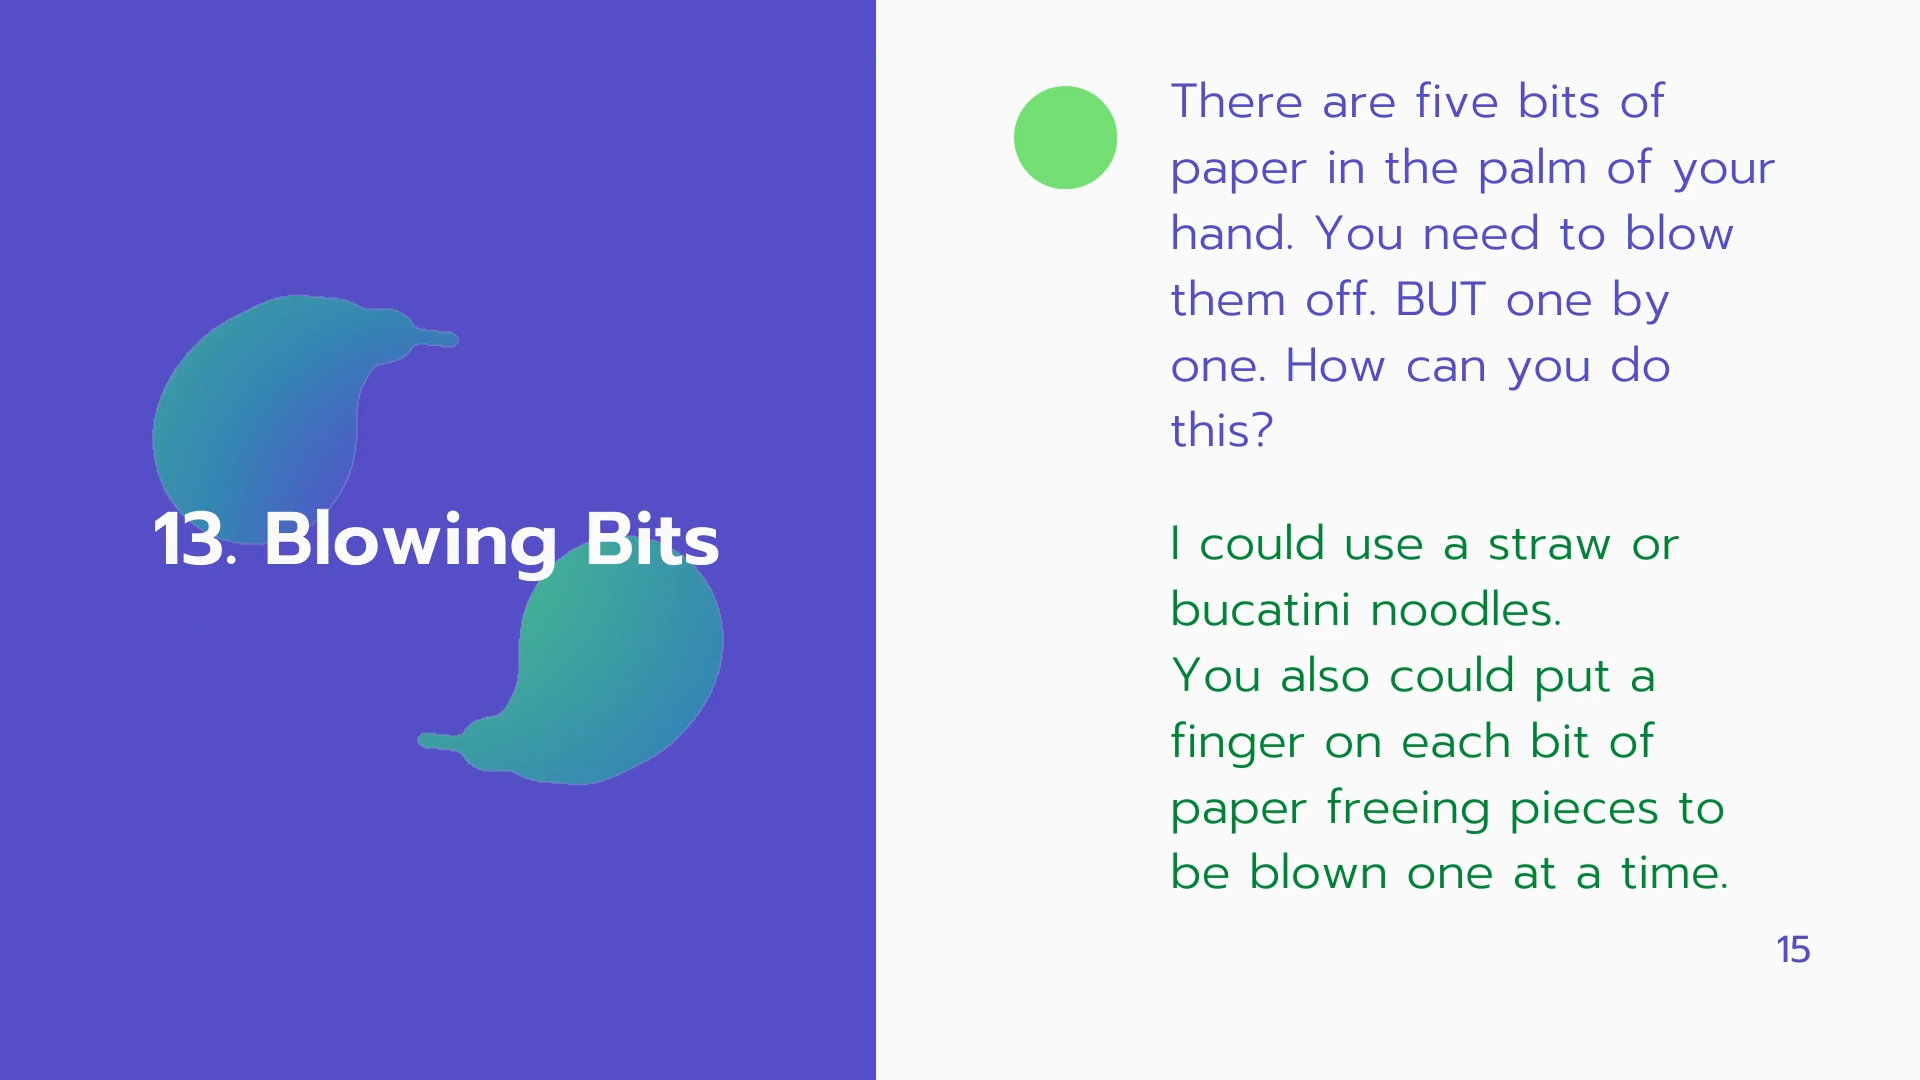 13. Blowing Bits
There are five bits of
paper in the palm of your
hand. You need to blow
them off. BUT one by
one. How can you do
this?
I could use a straw or
bucatini noodles.
You also could put a
finger on each bit of
paper freeing pieces to
be blown one at a time.
15